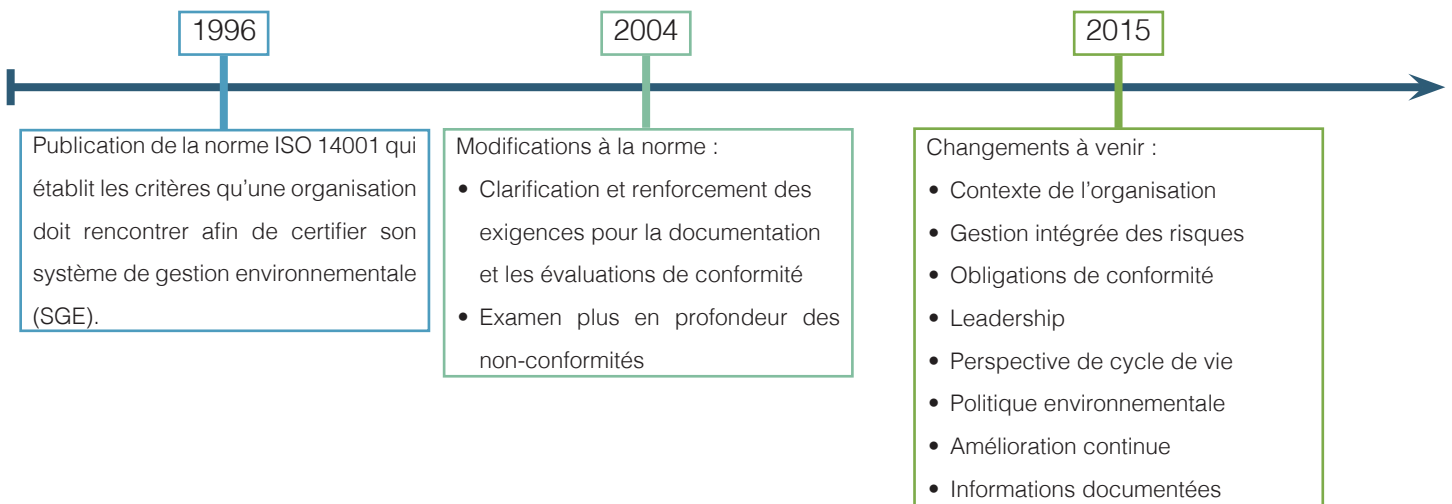 1996
Publication de la norme ISO 14001 qui
établit les critères qu'une organisation
doit rencontrer afin de certifier son
système de gestion environnementale
(SGE).
2004
Modifications à la norme :
• Clarification et renforcement des
exigences pour la documentation
et les évaluations de conformité
• Examen plus en profondeur des
non-conformités
2015
Changements à venir :
• Contexte de l'organisation
• Gestion intégrée des risques
• Obligations de conformité
• Leadership
• Perspective de cycle de vie
• Politique environnementale
• Amélioration continue
• Informations documentées